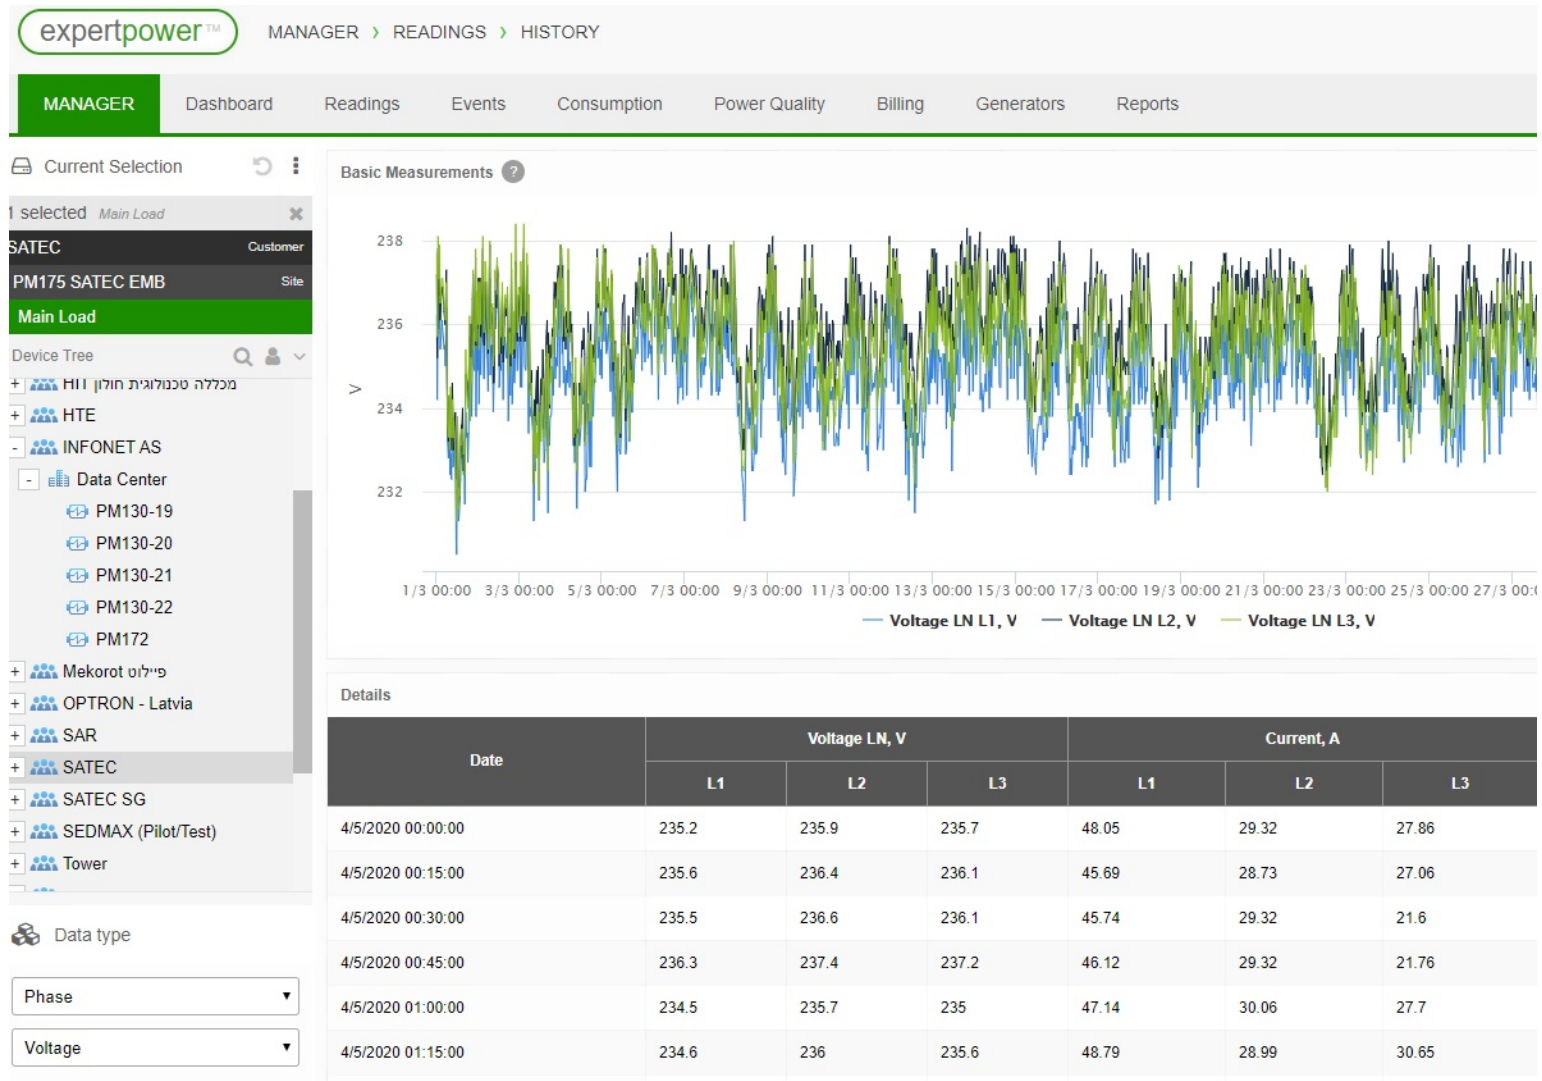 expertpower™ MANAGER › READINGS › HISTORY
MANAGER Dashboard Readings Events Consumption Power Quality Billing Generators Reports
Current Selection
1 selected Main Load
SATEC Customer
PM175 SATEC EMB Site
Main Load
Device Tree
מכללה טכנולוגית חולון HIT
HTE
INFONET AS
Data Center
PM130-19
PM130-20
PM130-21
PM130-22
PM172
Mekorot פיילוט
OPTRON - Latvia
SAR
SATEC
SATEC SG
SEDMAX (Pilot/Test)
Tower
Data type
Phase
Voltage
Basic Measurements ?
238
236
234
232
V
1/3 00:00 3/3 00:00 5/3 00:00 7/3 00:00 9/3 00:00 11/3 00:00 13/3 00:00 15/3 00:00 17/3 00:00 19/3 00:00 21/3 00:00 23/3 00:00 25/3 00:00 27/3 00:
Voltage LN L1, V Voltage LN L2, V Voltage LN L3, V
Details
Date Voltage LN, V Current, A
L1 L2 L3 L1 L2 L3
4/5/2020 00:00:00 235.2 235.9 235.7 48.05 29.32 27.86
4/5/2020 00:15:00 235.6 236.4 236.1 45.69 28.73 27.06
4/5/2020 00:30:00 235.5 236.6 236.1 45.74 29.32 21.6
4/5/2020 00:45:00 236.3 237.4 237.2 46.12 29.32 21.76
4/5/2020 01:00:00 234.5 235.7 235 47.14 30.06 27.7
4/5/2020 01:15:00 234.6 236 235.6 48.79 28.99 30.65